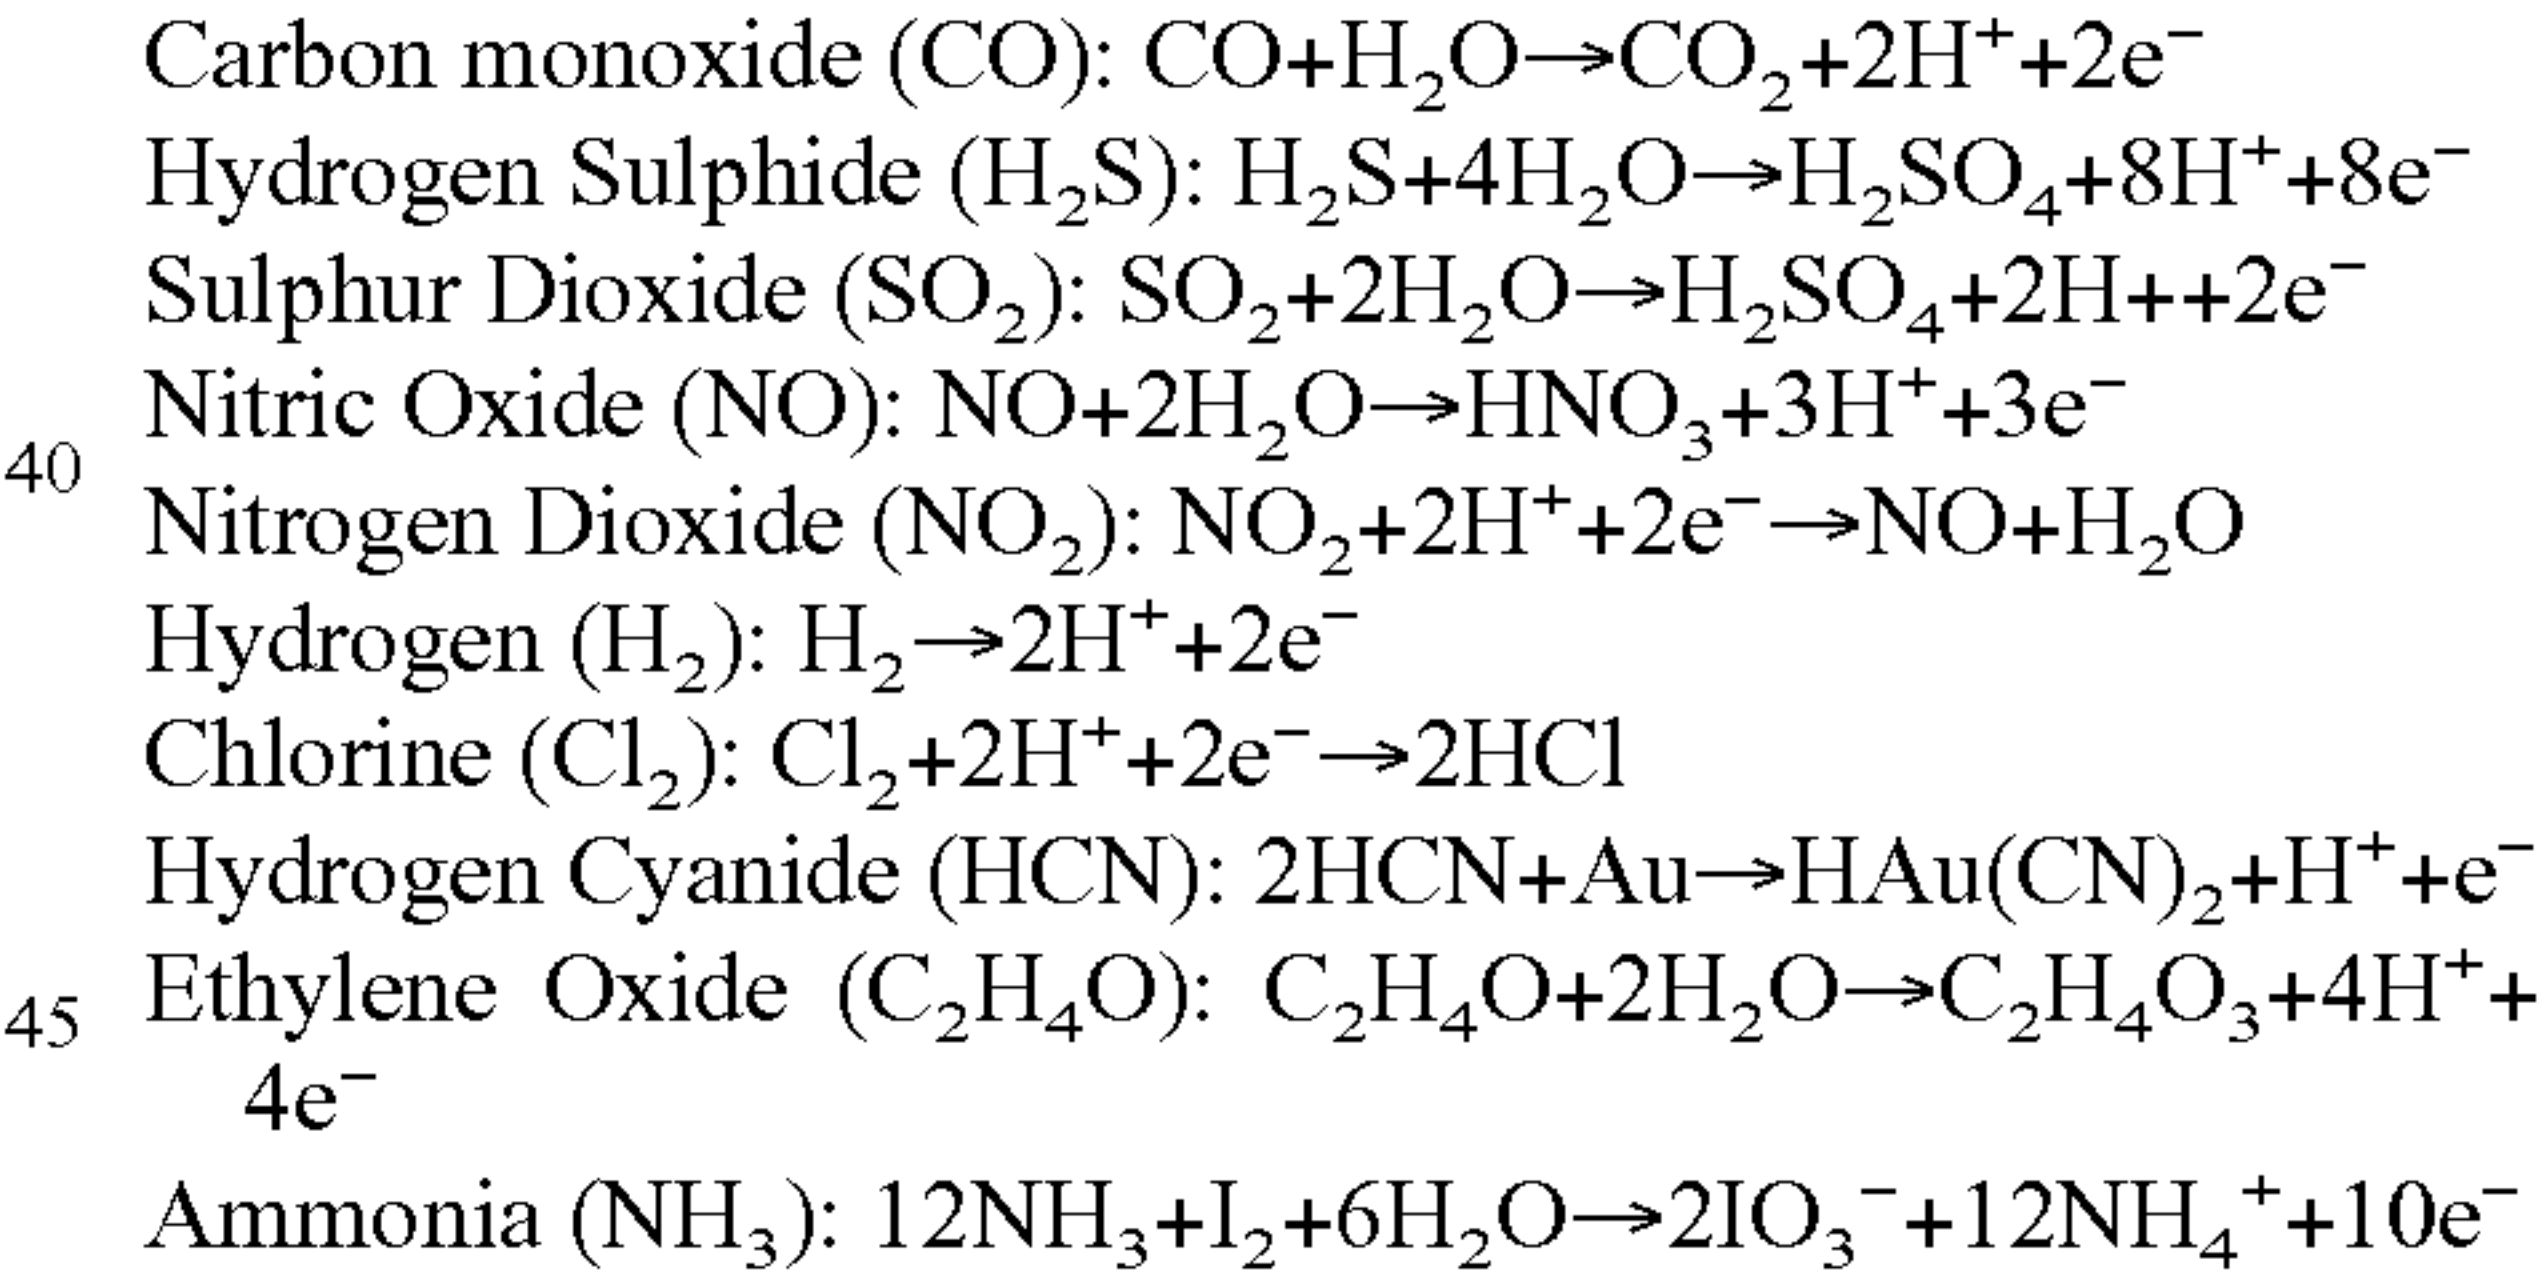 Carbon monoxide (CO): CO+H₂O→CO₂+2H⁺+2e⁻
Hydrogen Sulphide (H₂S): H₂S+4H₂O→H₂SO₄+8H⁺+8e⁻
Sulphur Dioxide (SO₂): SO₂+2H₂O→H₂SO₄+2H++2e⁻
Nitric Oxide (NO): NO+2H₂O→HNO₃+3H⁺+3e⁻
40
Nitrogen Dioxide (NO₂): NO₂+2H⁺+2e⁻→NO+H₂O
Hydrogen (H₂): H₂→2H⁺+2e⁻
Chlorine (Cl₂): Cl₂+2H⁺+2e⁻→2HCl
Hydrogen Cyanide (HCN): 2HCN+Au→HAu(CN)₂+H⁺+e⁻
45 Ethylene Oxide (C₂H₄O): C₂H₄O+2H₂O→C₂H₄O₃+4H⁺+
4e⁻
Ammonia (NH₃): 12NH₃+I₂+6H₂O→2IO₃⁻+12NH₄⁺+10e⁻